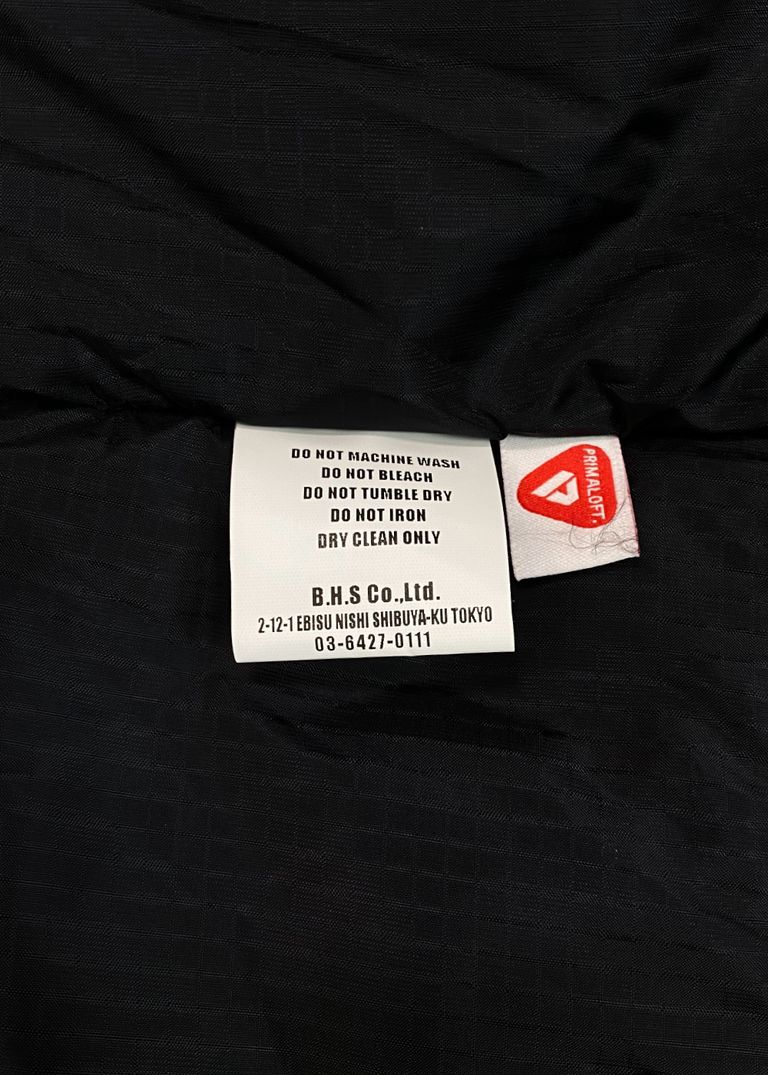 DO NOT MACHINE WASH
DO NOT BLEACH
DO NOT TUMBLE DRY
DO NOT IRON
DRY CLEAN ONLY
B.H.S Co.,Ltd.
2-12-1 EBISU NISHI SHIBUYA-KU TOKYO
03-6427-0111
PRIMALOFT.